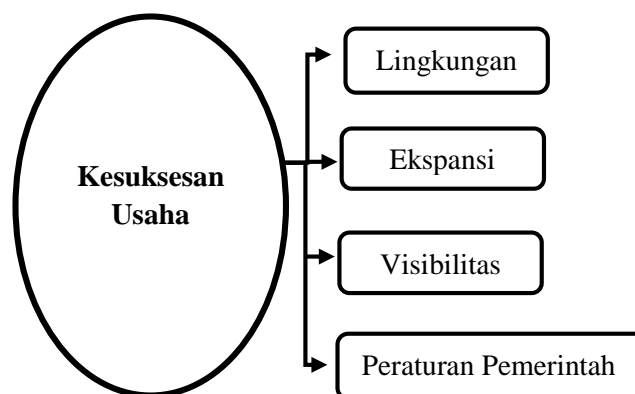 Lingkungan
Ekspansi
Kesuksesan
Usaha
Visibilitas
Peraturan Pemerintah